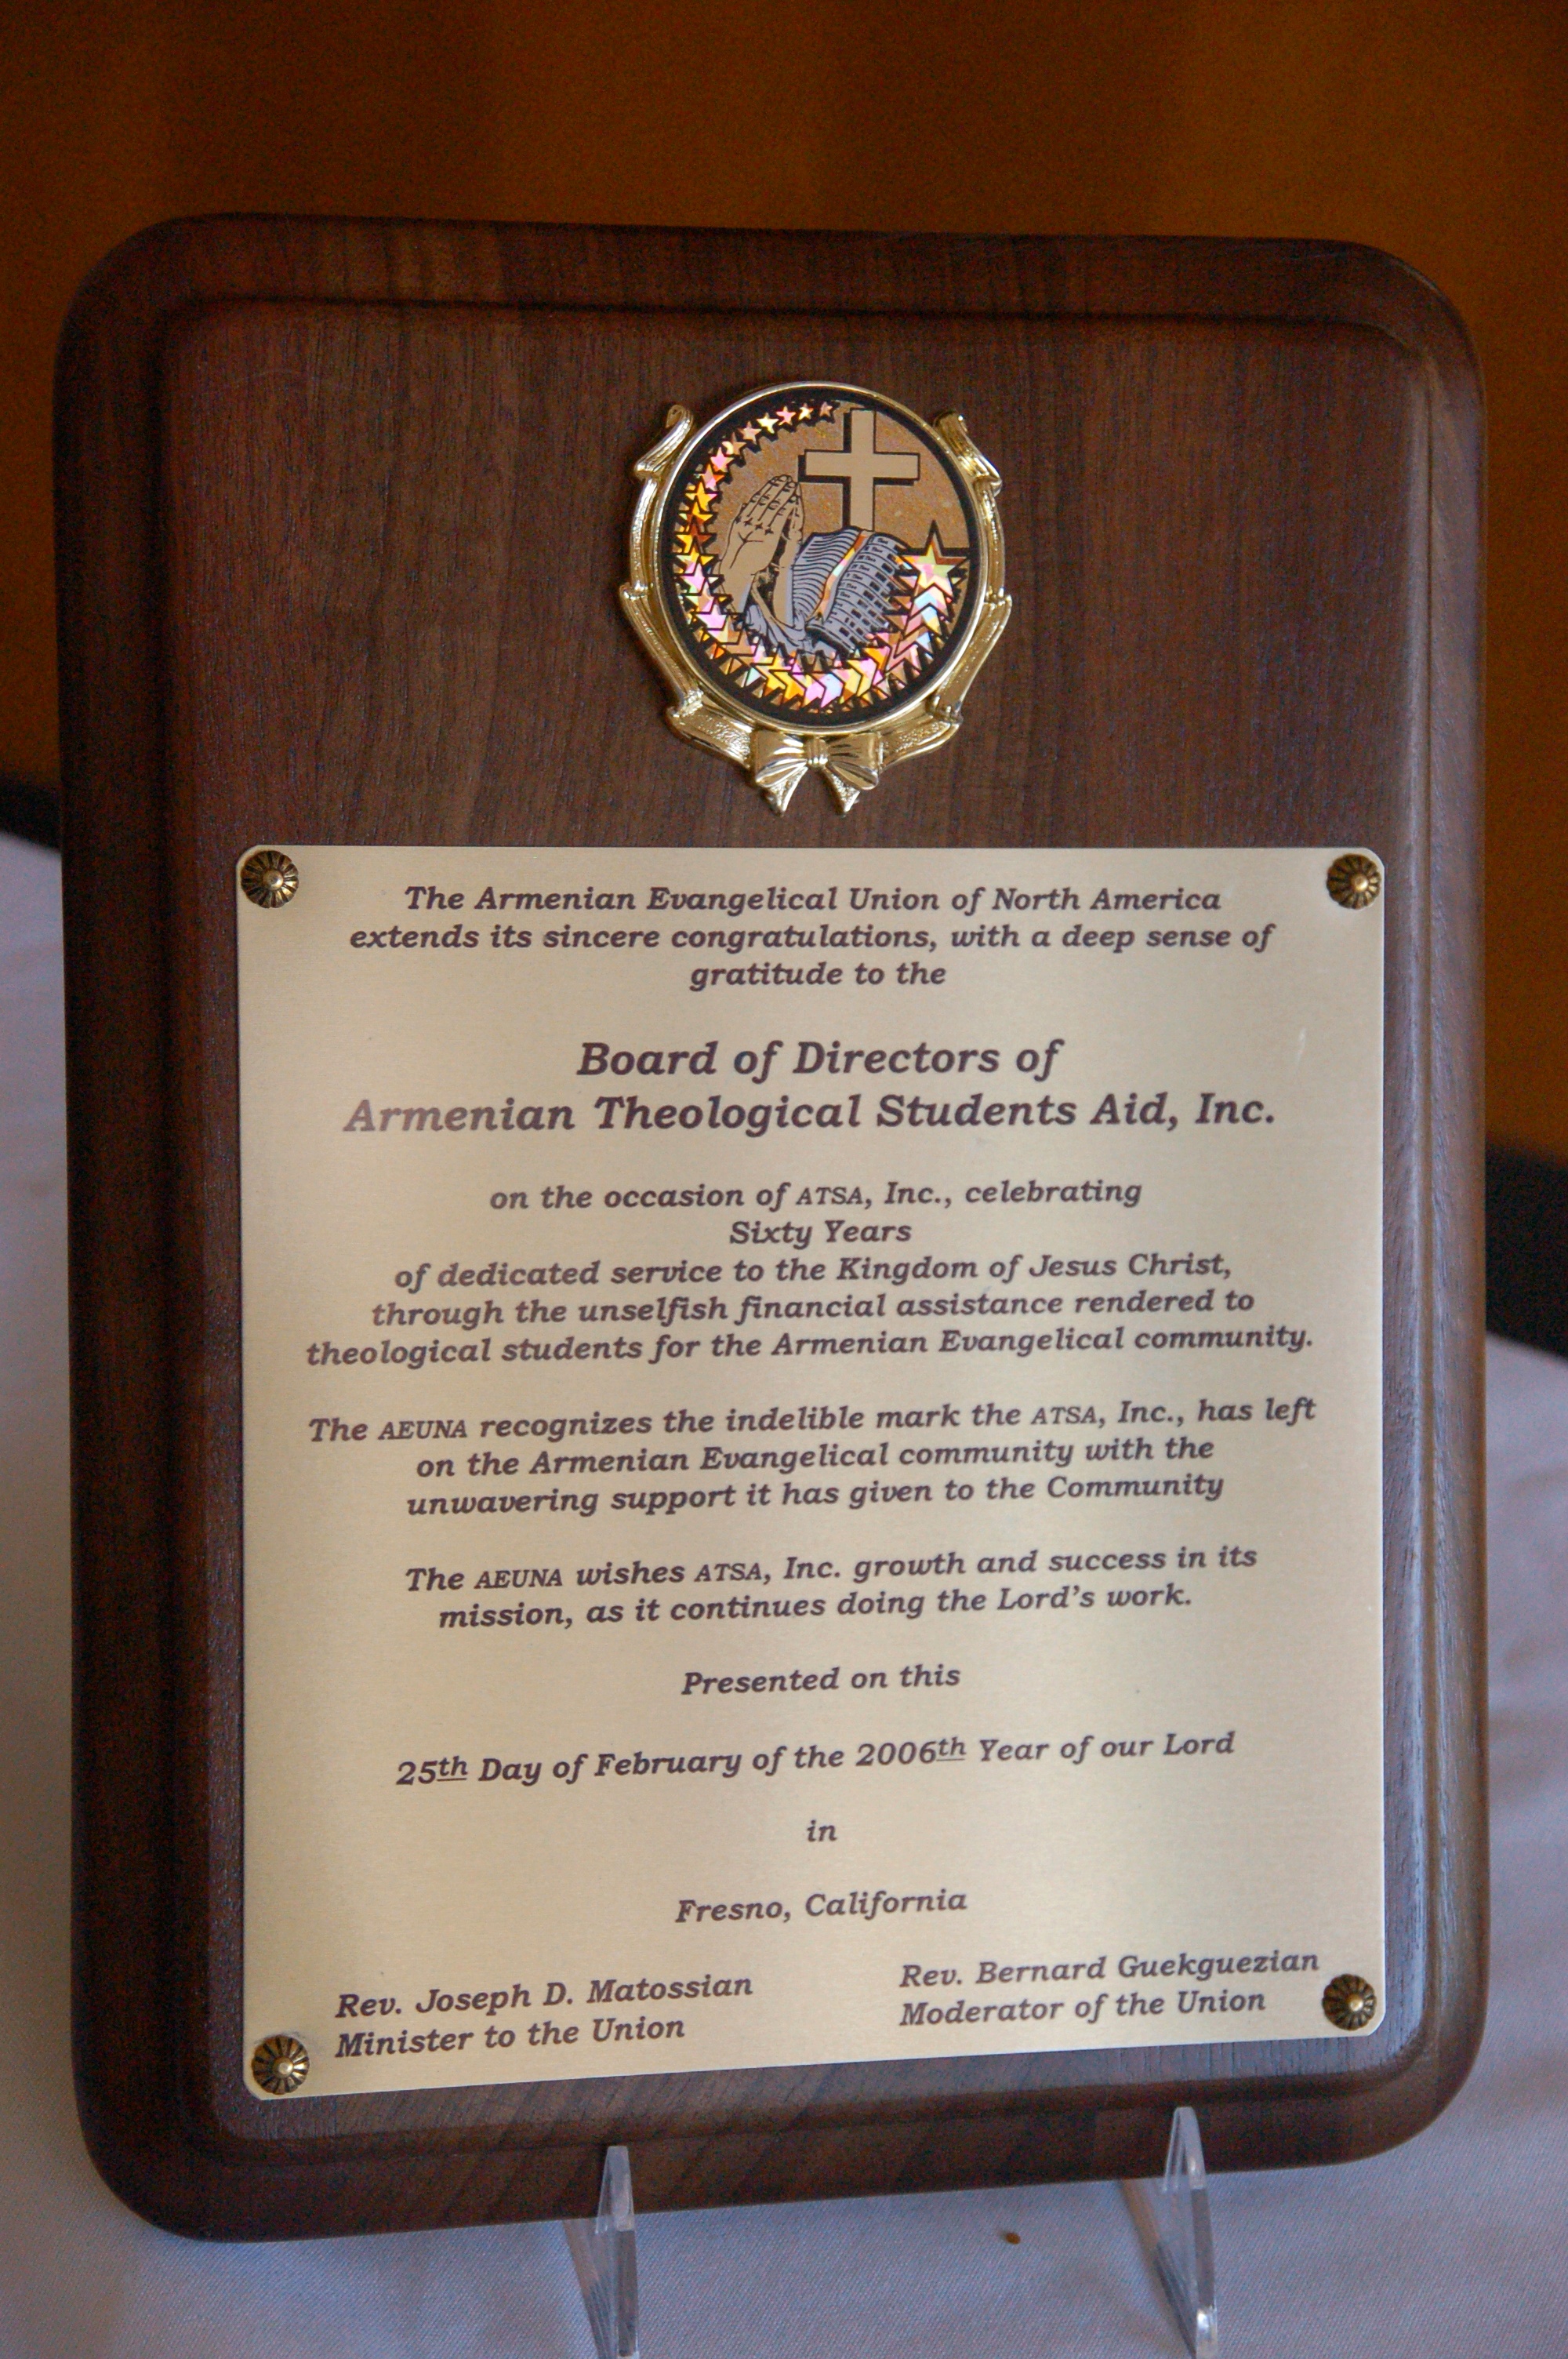 The Armenian Evangelical Union of North America
extends its sincere congratulations, with a deep sense of
gratitude to the
Board of Directors of
Armenian Theological Students Aid, Inc.
on the occasion of ATSA, Inc., celebrating
Sixty Years
of dedicated service to the Kingdom of Jesus Christ,
through the unselfish financial assistance rendered to
theological students for the Armenian Evangelical community.
The AEUNA recognizes the indelible mark the ATSA, Inc., has left
on the Armenian Evangelical community with the
unwavering support it has given to the Community
The AEUNA wishes ATSA, Inc. growth and success in its
mission, as it continues doing the Lord's work.
Presented on this
25th Day of February of the 2006th Year of our Lord
in
Fresno, California
Rev. Joseph D. Matossian
Minister to the Union
Rev. Bernard Guekguezian
Moderator of the Union